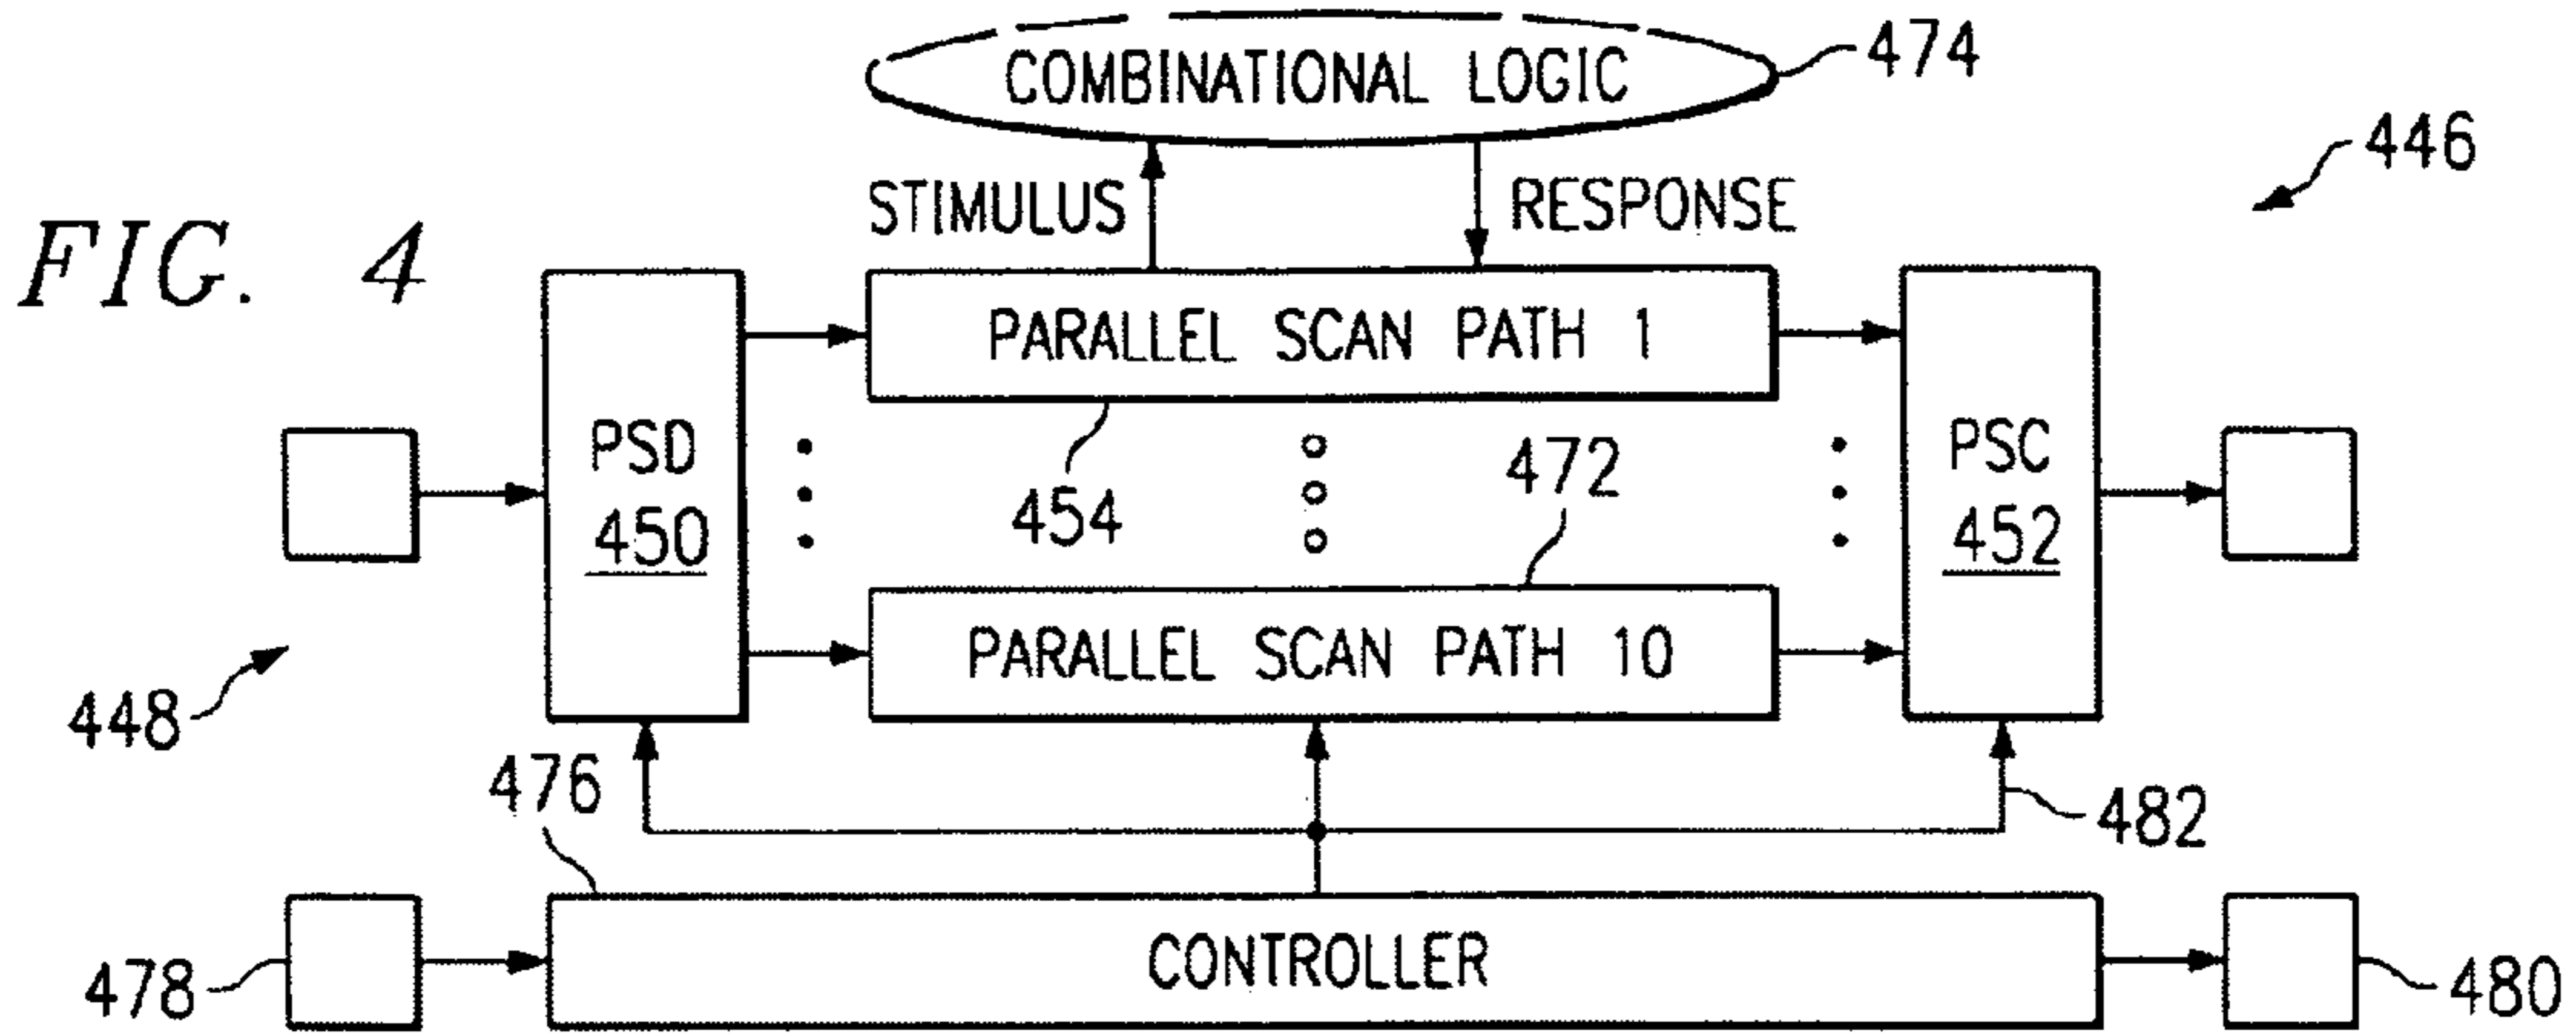 COMBINATIONAL LOGIC
474
446
STIMULUS
RESPONSE
FIG. 4
PARALLEL SCAN PATH 1
PSD
450
454
472
PSC
452
PARALLEL SCAN PATH 10
448
476
482
CONTROLLER
478
480